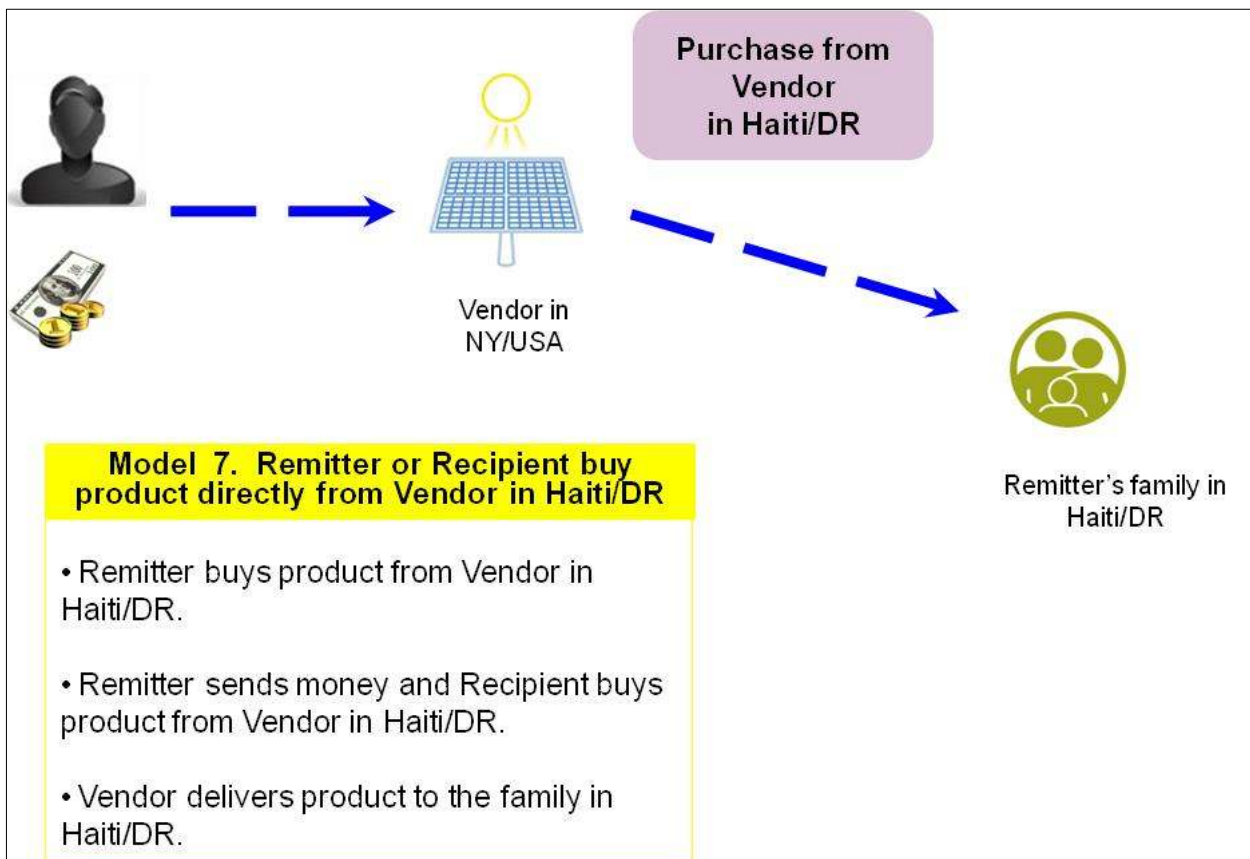 Purchase from
Vendor
in Haiti/DR
Vendor in
NY/USA
Remitter's family in
Haiti/DR
Model 7. Remitter or Recipient buy
product directly from Vendor in Haiti/DR
• Remitter buys product from Vendor in
Haiti/DR.
• Remitter sends money and Recipient buys
product from Vendor in Haiti/DR.
• Vendor delivers product to the family in
Haiti/DR.